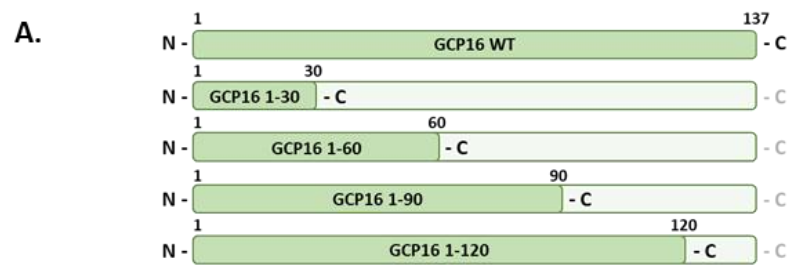 A.
1 137
N - GCP16 WT - C
1 30
N - GCP16 1-30 - C - C
1 60
N - GCP16 1-60 - C - C
1 90
N - GCP16 1-90 - C - C
1 120
N - GCP16 1-120 - C - C